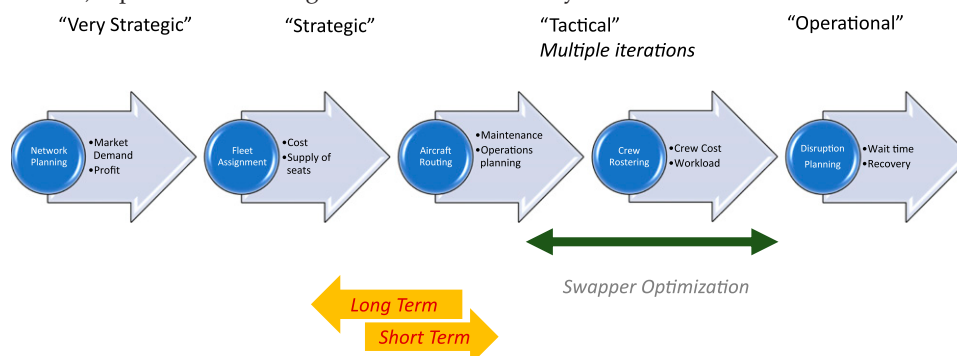 “Very Strategic”
“Strategic”
“Tactical”
Multiple iterations
“Operational”
Network
Planning
•Market
Demand
•Profit
Fleet
Assignment
•Cost
•Supply of
seats
Aircraft
Routing
•Maintenance
•Operations
planning
Crew
Rostering
•Crew Cost
•Workload
Disruption
Planning
•Wait time
•Recovery
Swapper Optimization
Long Term
Short Term